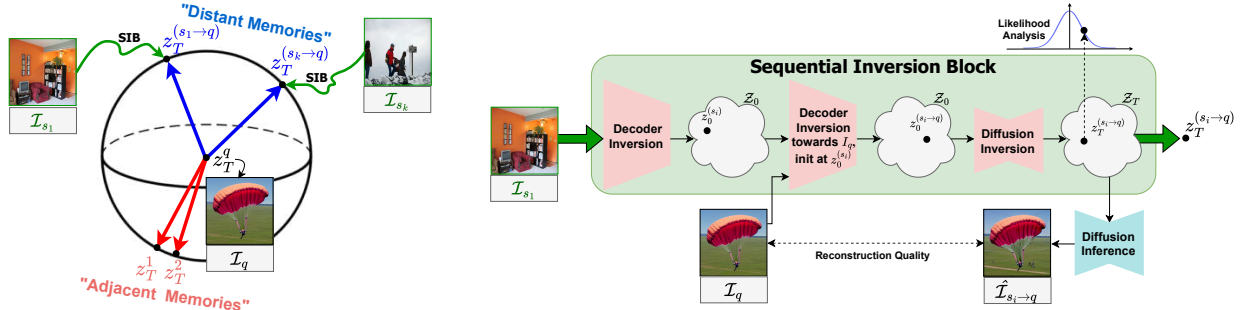 "Distant Memories"
SIB
z_T^{(s_1→q)}
z_T^{(s_k→q)}
SIB
I_{s_1}
I_{s_k}
z_T^q
I_q
z_T^1 z_T^2
"Adjacent Memories"
Likelihood
Analysis
Sequential Inversion Block
Decoder
Inversion
z_0^{(s_i)}
Z_0
Decoder
Inversion
towards I_q,
init at z_0^{(s_i)}
z_0^{(s_i→q)}
Z_0
Diffusion
Inversion
z_T^{(s_i→q)}
Z_T
z_T^{(s_i→q)}
I_{s_1}
Diffusion
Inference
Reconstruction Quality
I_q
Î_{s_i→q}